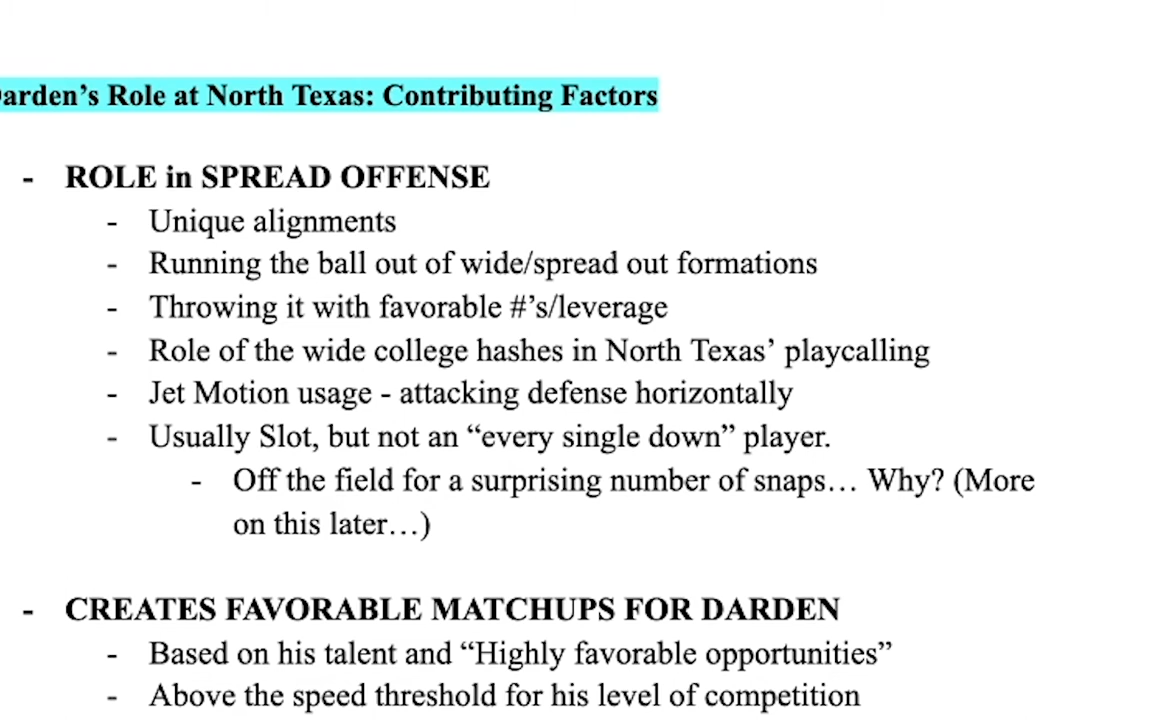 arden’s Role at North Texas: Contributing Factors
- ROLE in SPREAD OFFENSE
- Unique alignments
- Running the ball out of wide/spread out formations
- Throwing it with favorable #’s/leverage
- Role of the wide college hashes in North Texas’ playcalling
- Jet Motion usage - attacking defense horizontally
- Usually Slot, but not an “every single down” player.
- Off the field for a surprising number of snaps… Why? (More
on this later…)
- CREATES FAVORABLE MATCHUPS FOR DARDEN
- Based on his talent and “Highly favorable opportunities”
- Above the speed threshold for his level of competition